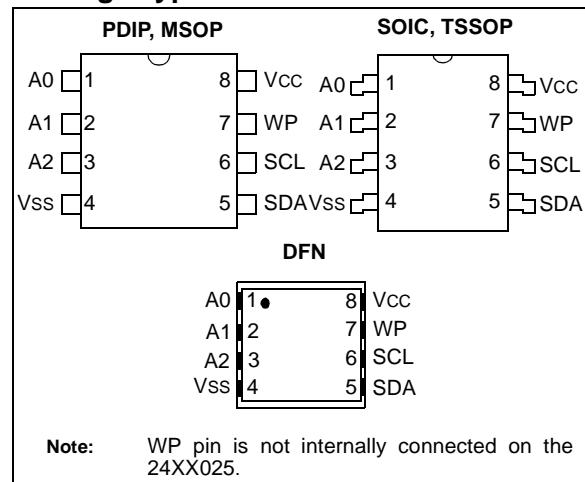 PDIP, MSOP
A0 1 8 VCC
A1 2 7 WP
A2 3 6 SCL
VSS 4 5 SDA
SOIC, TSSOP
A0 1 8 VCC
A1 2 7 WP
A2 3 6 SCL
VSS 4 5 SDA
DFN
A0 1 8 VCC
A1 2 7 WP
A2 3 6 SCL
VSS 4 5 SDA
Note: WP pin is not internally connected on the
24XX025.